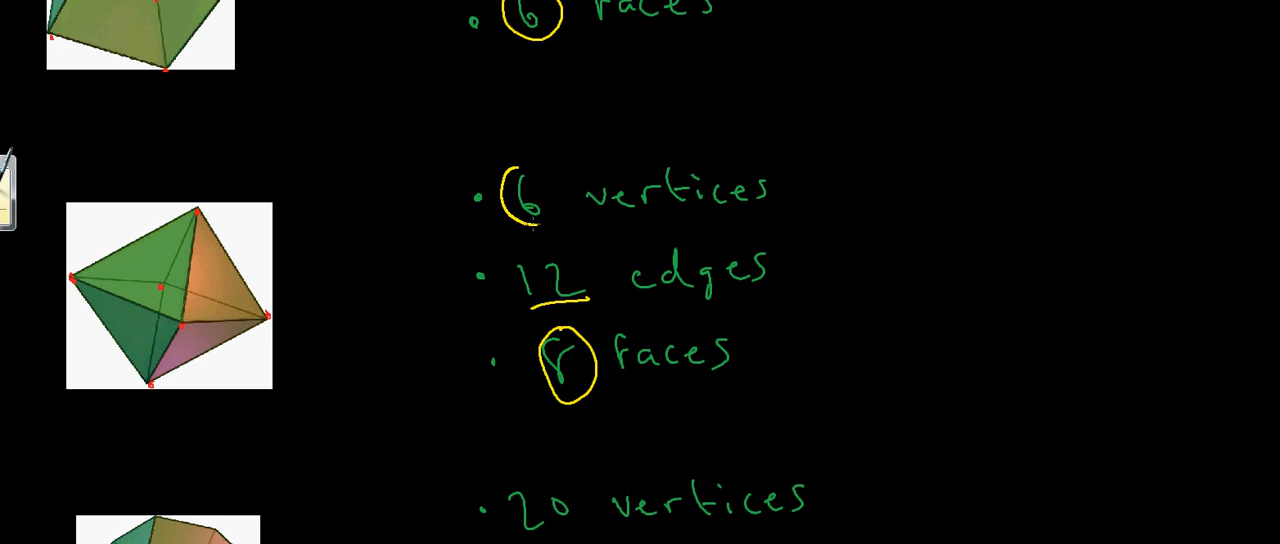 • 6 faces
• 6 vertices
• 12 edges
• 8 faces
• 20 vertices